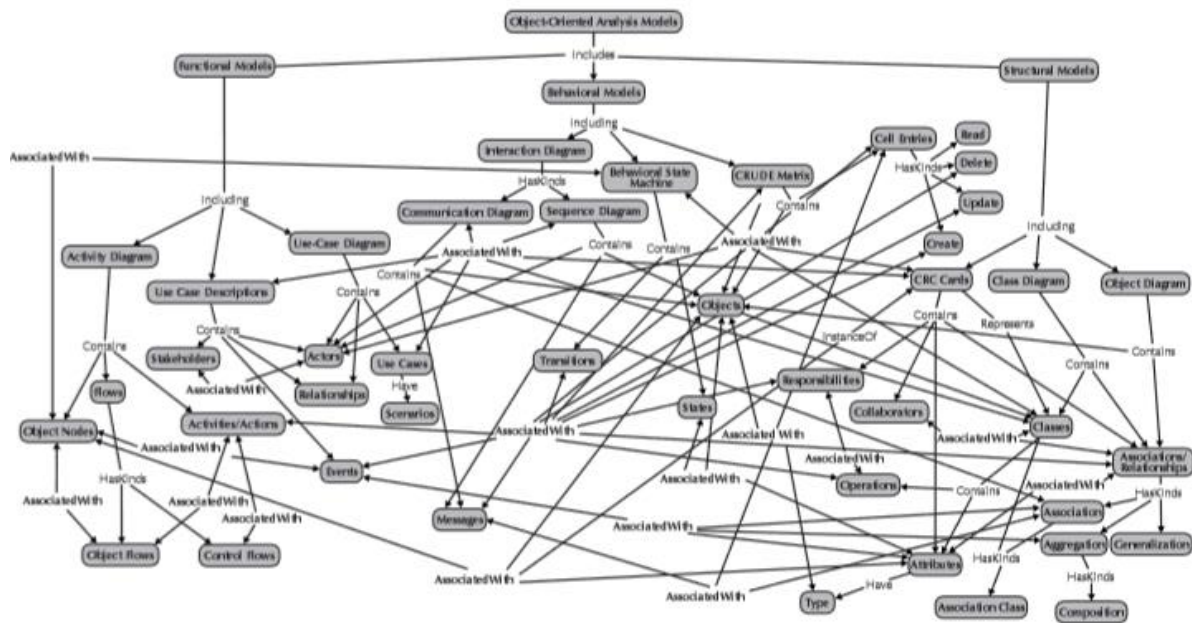 Object-Oriented Analysis Models
Includes
Functional Models
Structural Models
Behavioral Models
Including
AssociatedWith
Interaction Diagram
Behavioral State
Machine
CRUDE Matrix
Cell Entries
Read
HasKinds
Delete
Update
Create
HasKinds
Contains
Including
Communication Diagram
Sequence Diagram
Activity Diagram
Use-Case Diagram
AssociatedWith
Contains
Contains
AssociatedWith
Including
Use Case Descriptions
Contains
Contains
CRC Cards
Class Diagram
Object Diagram
Objects
Contains
Stakeholders
Actors
Use Cases
Transitions
InstanceOf
Contains
Represents
Contains
Contains
Contains
Flows
AssociatedWith
Relationships
Have
Scenarios
Responsibilities
States
Collaborators
Classes
Object Nodes
Activities/Actions
AssociatedWith
AssociatedWith
AssociatedWith
AssociatedWith
Events
AssociatedWith
Associations/
Relationships
HasKinds
AssociatedWith
AssociatedWith
AssociatedWith
AssociatedWith
Operations
Contains
AssociatedWith
HasKinds
Messages
AssociatedWith
Association
Object Flows
Control Flows
Aggregation
Generalization
AssociatedWith
Attributes
HasKinds
HasKinds
AssociatedWith
Have
Type
Association Class
Composition